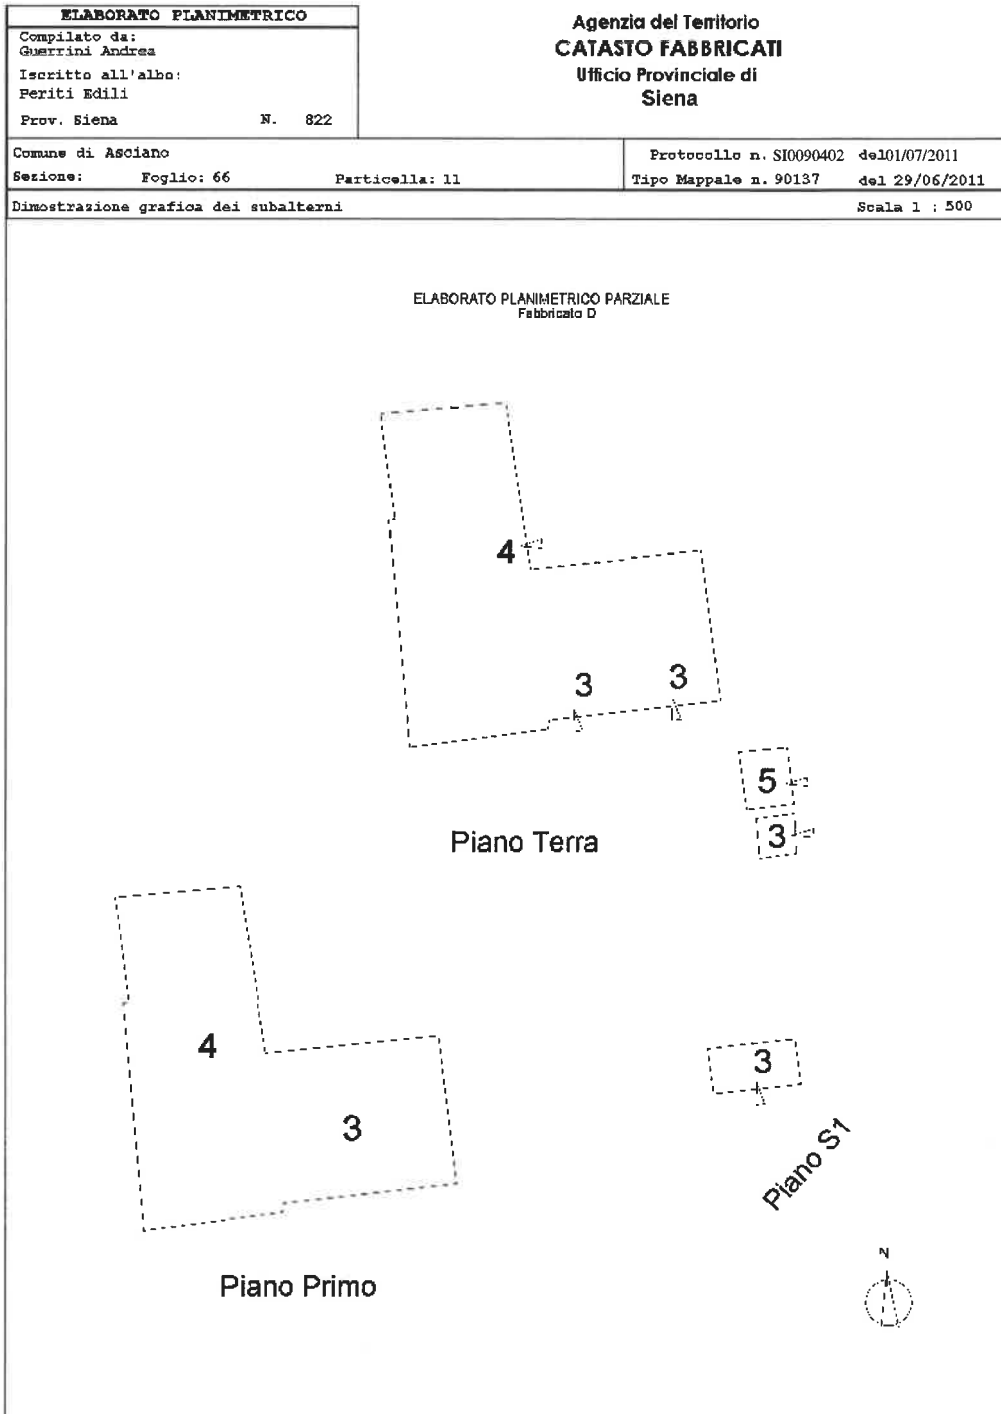 ELABORATO PLANIMETRICO
Compilato da:
Guerrini Andrea
Iscritto all'albo:
Periti Edili
Prov. Siena N. 822
Agenzia del Territorio
CATASTO FABBRICATI
Ufficio Provinciale di
Siena
Comune di Asciano
Sezione: Foglio: 66 Particella: 11
Protocollo n. SI0090402 del 01/07/2011
Tipo Mappale n. 90137 del 29/06/2011
Dimostrazione grafica dei subalterni Scala 1 : 500
ELABORATO PLANIMETRICO PARZIALE
Fabbricato D
4
3 3
5
3
Piano Terra
4
3
3
Piano S1
Piano Primo
N